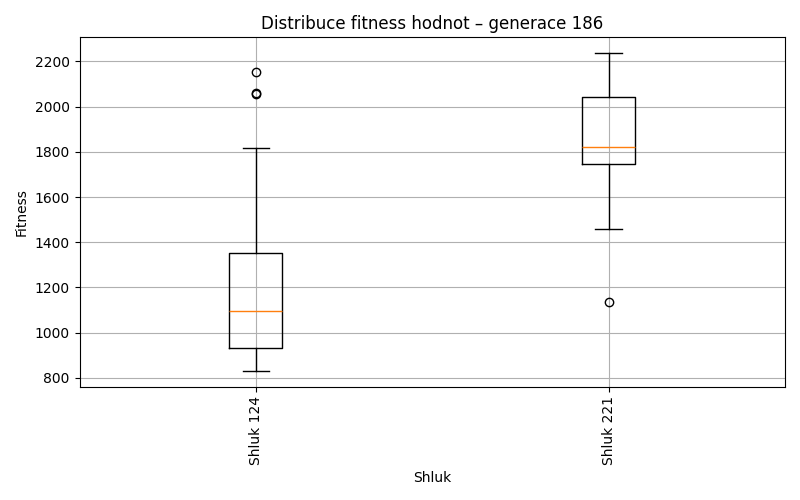 Distribuce fitness hodnot – generace 186
2200
2000
1800
1600
1400
1200
1000
800
Fitness
Shluk 124
Shluk 221
Shluk